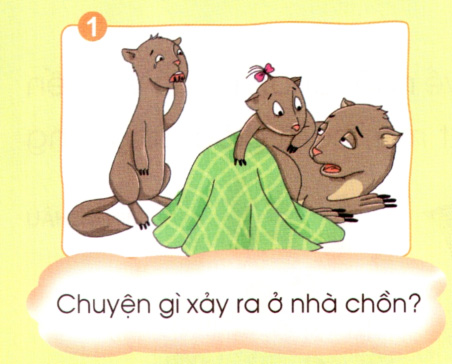 1
Chuyện gì xảy ra ở nhà chồn?